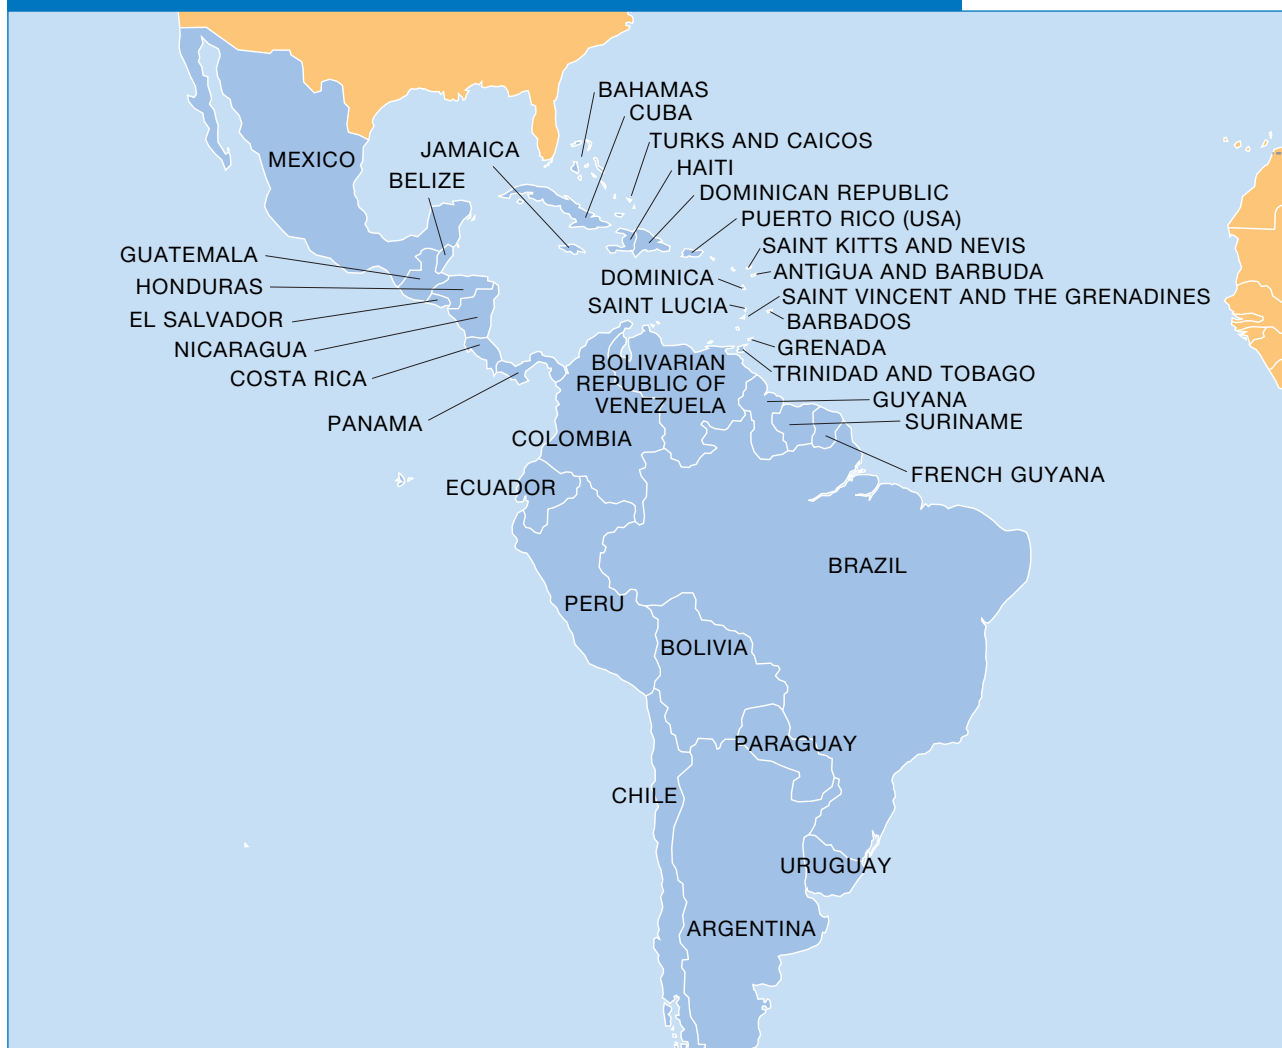 BAHAMAS
CUBA
TURKS AND CAICOS
JAMAICA
HAITI
MEXICO
BELIZE
DOMINICAN REPUBLIC
PUERTO RICO (USA)
SAINT KITTS AND NEVIS
GUATEMALA
ANTIGUA AND BARBUDA
DOMINICA
HONDURAS
SAINT VINCENT AND THE GRENADINES
SAINT LUCIA
EL SALVADOR
BARBADOS
NICARAGUA
GRENADA
BOLIVARIAN
REPUBLIC OF
VENEZUELA
TRINIDAD AND TOBAGO
COSTA RICA
GUYANA
PANAMA
SURINAME
COLOMBIA
FRENCH GUYANA
ECUADOR
BRAZIL
PERU
BOLIVIA
PARAGUAY
CHILE
URUGUAY
ARGENTINA